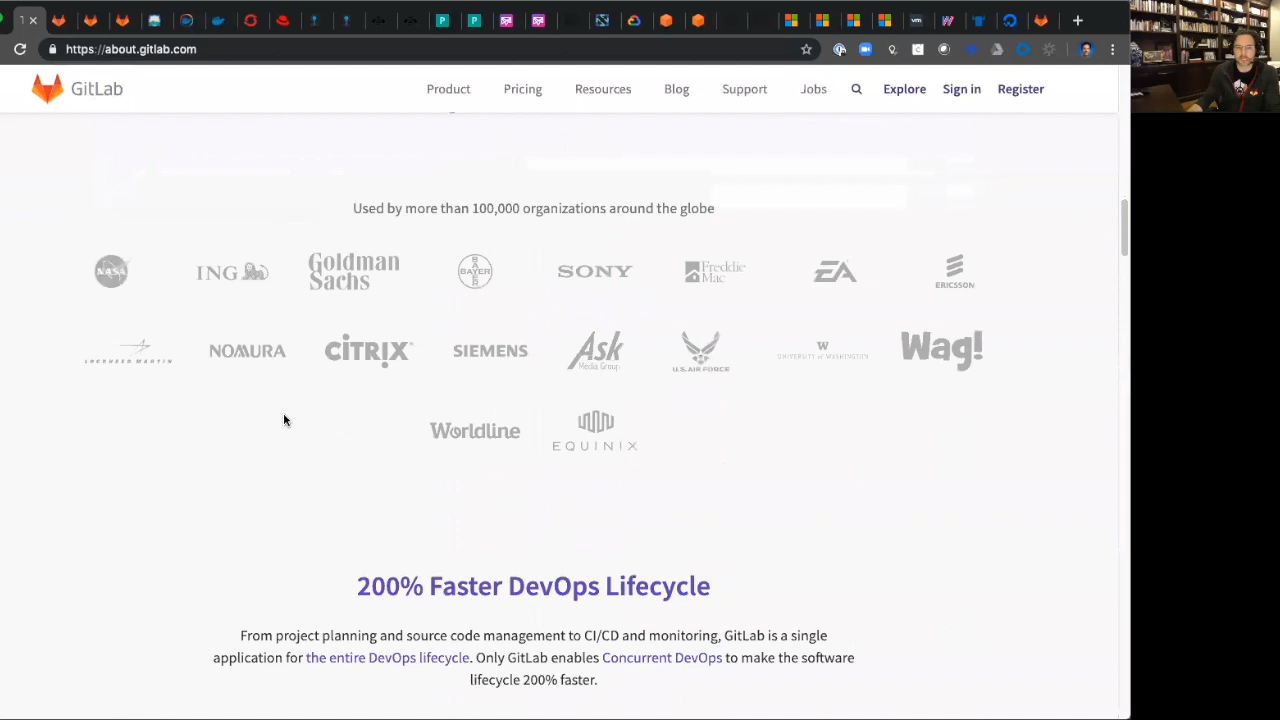 1
https://about.gitlab.com
GitLab
Product Pricing Resources Blog Support Jobs Explore Sign in Register
Used by more than 100,000 organizations around the globe
NASA ING Goldman Sachs BAYER SONY Freddie Mac EA ERICSSON
LOCKHEED MARTIN NOMURA CITRIX SIEMENS Ask Media Group U.S. AIR FORCE W UNIVERSITY of WASHINGTON Wag!
Worldline EQUINIX
200% Faster DevOps Lifecycle
From project planning and source code management to CI/CD and monitoring, GitLab is a single
application for the entire DevOps lifecycle. Only GitLab enables Concurrent DevOps to make the software
lifecycle 200% faster.